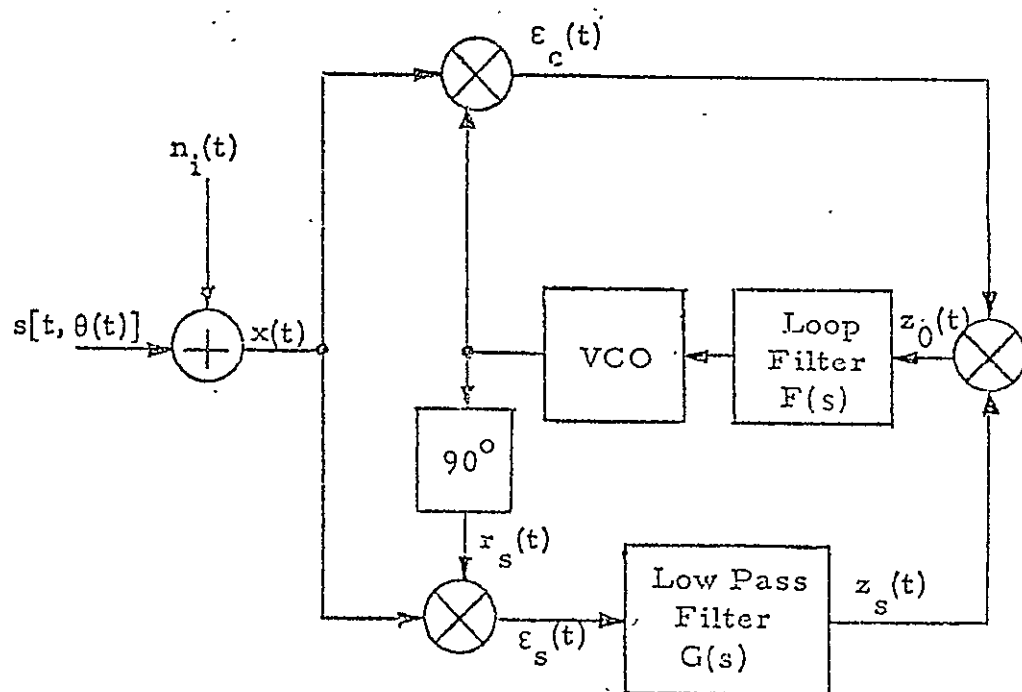 ε_c(t)
n_i(t)
s[t, θ(t)]
x(t)
VCO
Loop
Filter
F(s)
z_0(t)
90°
r_s(t)
ε_s(t)
Low Pass
Filter
G(s)
z_s(t)